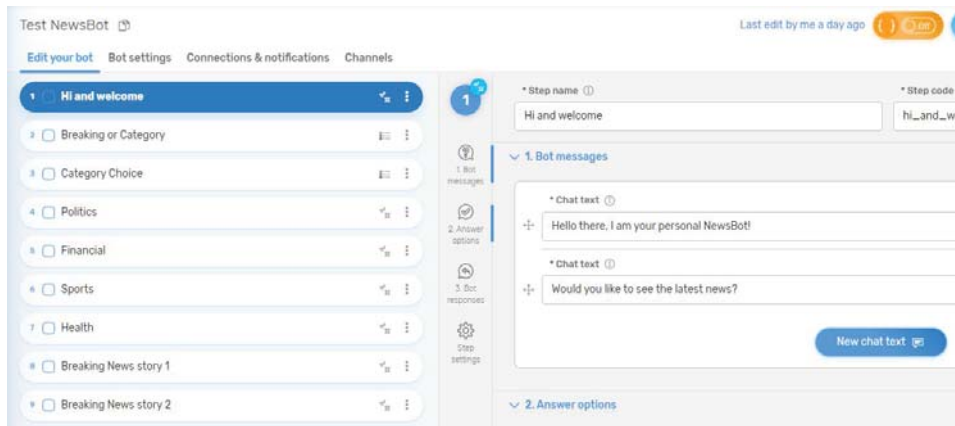 Test NewsBot
Last edit by me a day ago
{ } Off
Edit your bot Bot settings Connections & notifications Channels
1 Hi and welcome
2 Breaking or Category
3 Category Choice
4 Politics
5 Financial
6 Sports
7 Health
8 Breaking News story 1
9 Breaking News story 2
1
1. Bot
messages
2. Answer
options
3. Bot
responses
Step
settings
* Step name
* Step code
Hi and welcome
hi_and_w
1. Bot messages
* Chat text
Hello there, I am your personal NewsBot!
* Chat text
Would you like to see the latest news?
New chat text
2. Answer options